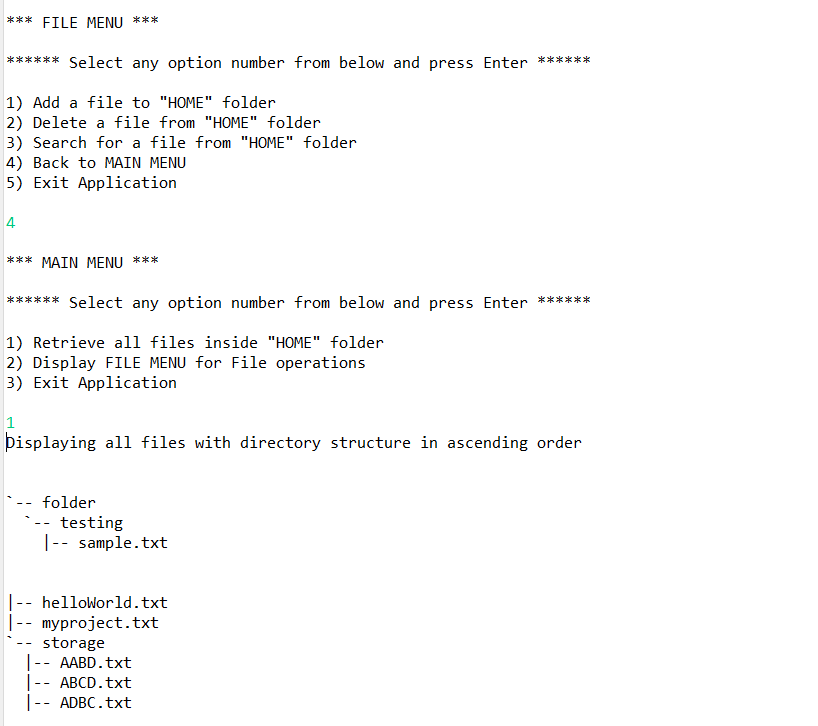 *** FILE MENU ***
****** Select any option number from below and press Enter ******
1) Add a file to "HOME" folder
2) Delete a file from "HOME" folder
3) Search for a file from "HOME" folder
4) Back to MAIN MENU
5) Exit Application
4
*** MAIN MENU ***
****** Select any option number from below and press Enter ******
1) Retrieve all files inside "HOME" folder
2) Display FILE MENU for File operations
3) Exit Application
1
Displaying all files with directory structure in ascending order
`-- folder
  `-- testing
    |-- sample.txt
|-- helloWorld.txt
|-- myproject.txt
`-- storage
  |-- AABD.txt
  |-- ABCD.txt
  |-- ADBC.txt